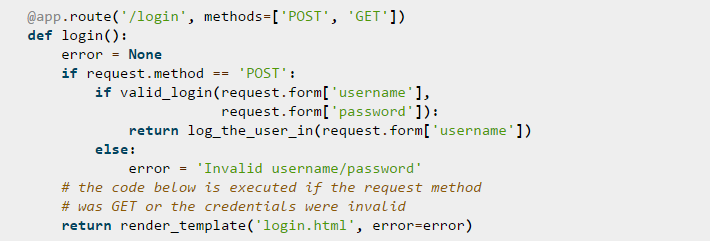 @app.route('/login', methods=['POST', 'GET'])
def login():
    error = None
    if request.method == 'POST':
        if valid_login(request.form['username'],
                       request.form['password']):
            return log_the_user_in(request.form['username'])
        else:
            error = 'Invalid username/password'
    # the code below is executed if the request method
    # was GET or the credentials were invalid
    return render_template('login.html', error=error)